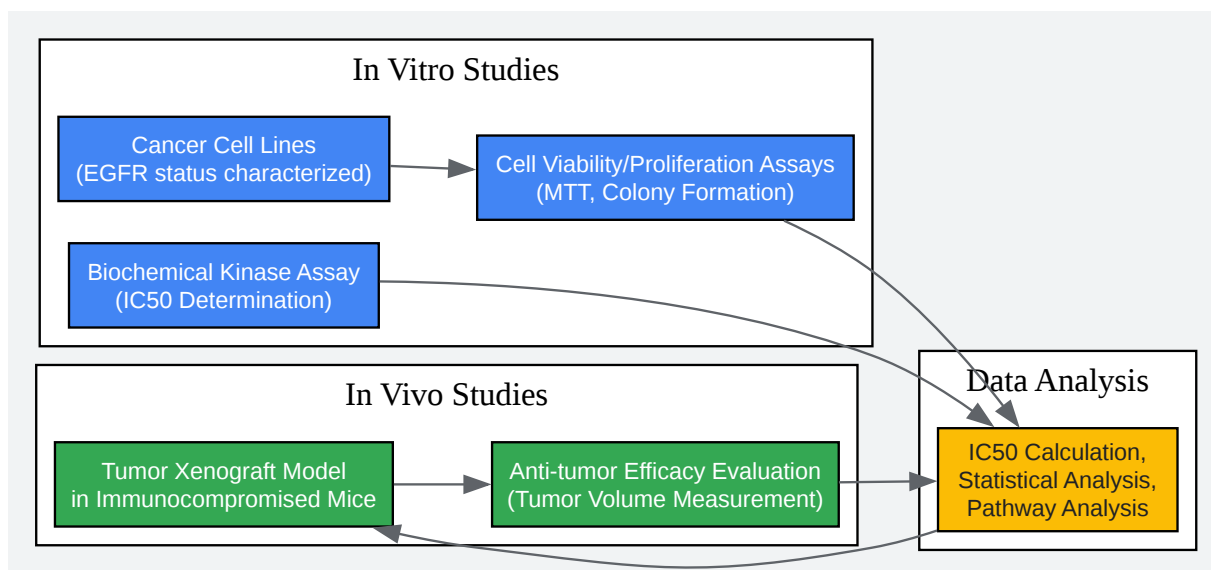 In Vitro Studies
Cancer Cell Lines
(EGFR status characterized)
Cell Viability/Proliferation Assays
(MTT, Colony Formation)
Biochemical Kinase Assay
(IC50 Determination)
In Vivo Studies
Tumor Xenograft Model
in Immunocompromised Mice
Anti-tumor Efficacy Evaluation
(Tumor Volume Measurement)
Data Analysis
IC50 Calculation,
Statistical Analysis,
Pathway Analysis